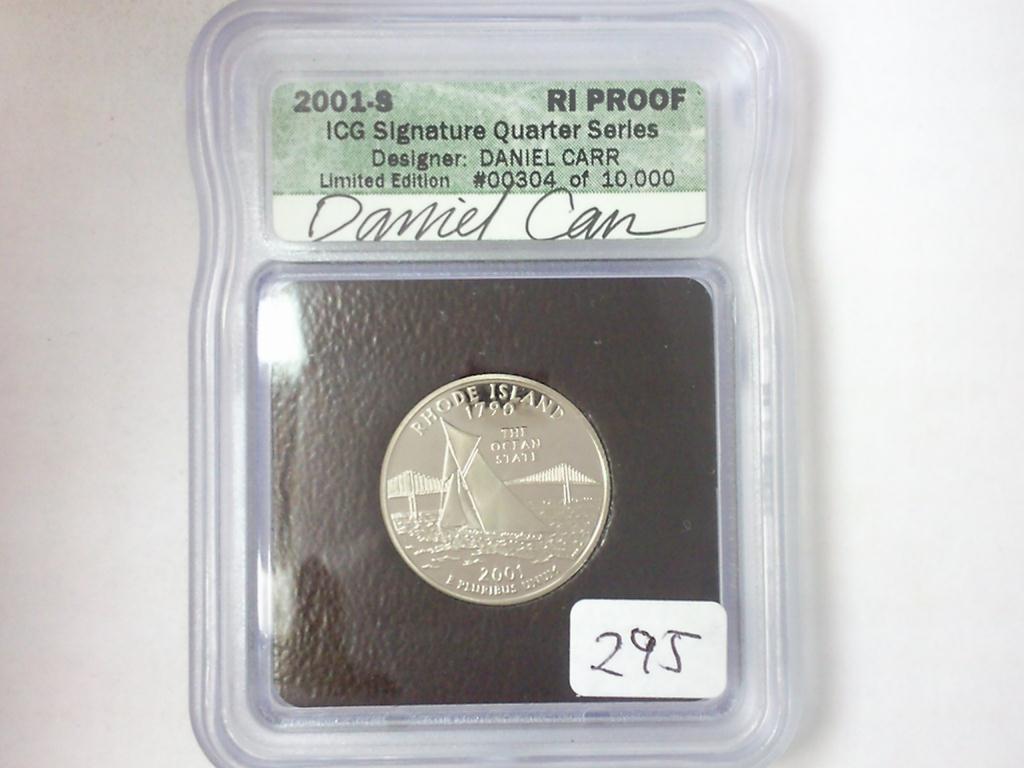 2001-S RI PROOF
ICG Signature Quarter Series
Designer: DANIEL CARR
Limited Edition #00304 of 10,000
Daniel Carr
RHODE ISLAND
1790
THE
OCEAN
STATE
2001
E PLURIBUS UNUM
295